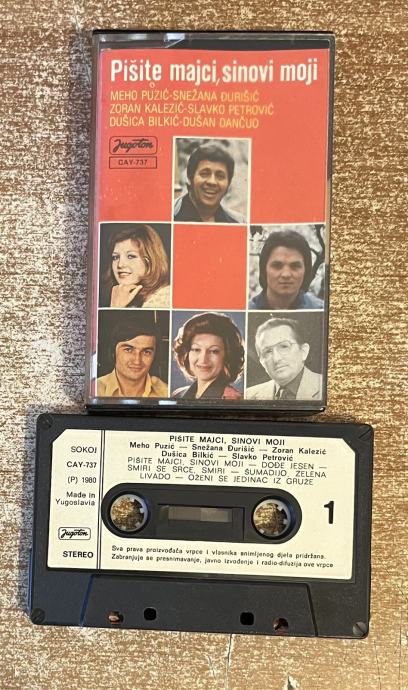 Pišite majci, sinovi moji
MEHO PUZIĆ-SNEŽANA ĐURIŠIĆ
ZORAN KALEZIĆ-SLAVKO PETROVIĆ
DUŠICA BILKIĆ-DUŠAN DANČUO
Jugoton
CAY-737
PIŠITE MAJCI, SINOVI MOJI
Meho Puzić — Snežana Đurišić — Zoran Kalezić
Dušica Bilkić — Slavko Petrović
PIŠITE MAJCI, SINOVI MOJI — DOĐE JESEN —
SMIRI SE SRCE, SMIRI — ŠUMADIJO, ZELENA
LIVADO — OŽENI SE JEDINAC IZ GRUŽE
SOKOJ
CAY-737
(P) 1980
Made in
Yugoslavia
Jugoton
STEREO
1
Sva prava proizvođača vrpce i vlasnika snimljenog djela pridržana.
Zabranjuje se presnimavanje, javno izvođenje i radio-difuzija ove vrpce